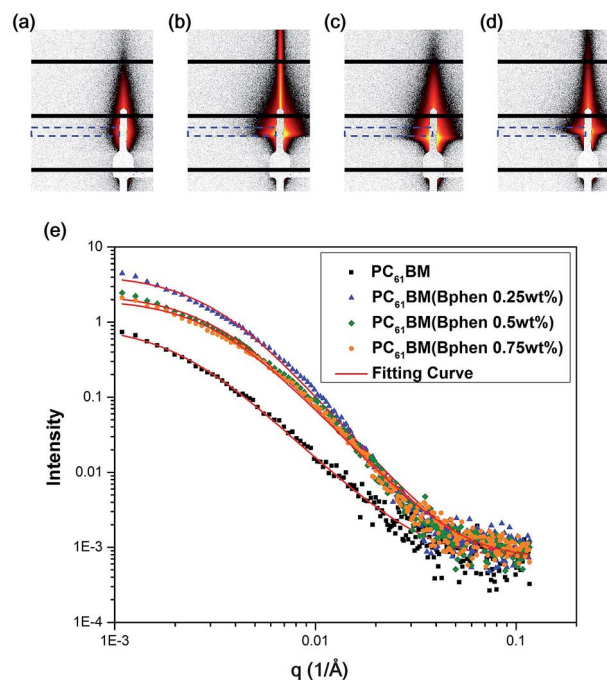 (a)
(b)
(c)
(d)
(e)
10
1
0.1
0.01
1E-3
1E-4
Intensity
PC₆₁BM
PC₆₁BM(Bphen 0.25wt%)
PC₆₁BM(Bphen 0.5wt%)
PC₆₁BM(Bphen 0.75wt%)
Fitting Curve
1E-3
0.01
0.1
q (1/Å)